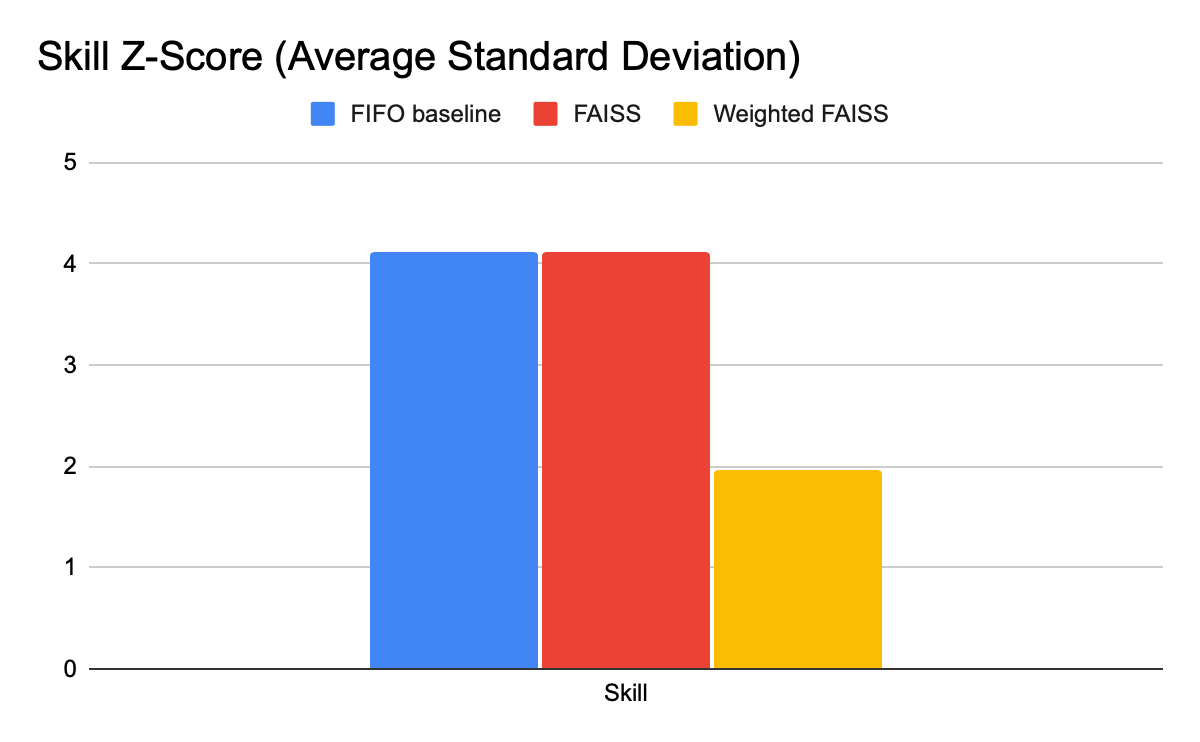 Skill Z-Score (Average Standard Deviation)
FIFO baseline FAISS Weighted FAISS
5
4
3
2
1
0
Skill